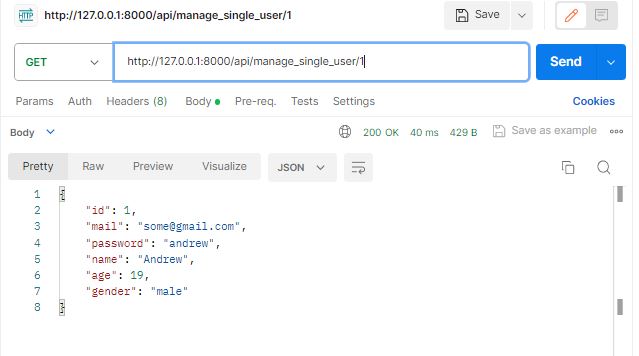 HTTP http://127.0.0.1:8000/api/manage_single_user/1 Save
GET http://127.0.0.1:8000/api/manage_single_user/1 Send
Params Auth Headers (8) Body Pre-req. Tests Settings Cookies
Body 200 OK 40 ms 429 B Save as example
Pretty Raw Preview Visualize JSON
1 {
2 "id": 1,
3 "mail": "some@gmail.com",
4 "password": "andrew",
5 "name": "Andrew",
6 "age": 19,
7 "gender": "male"
8 }